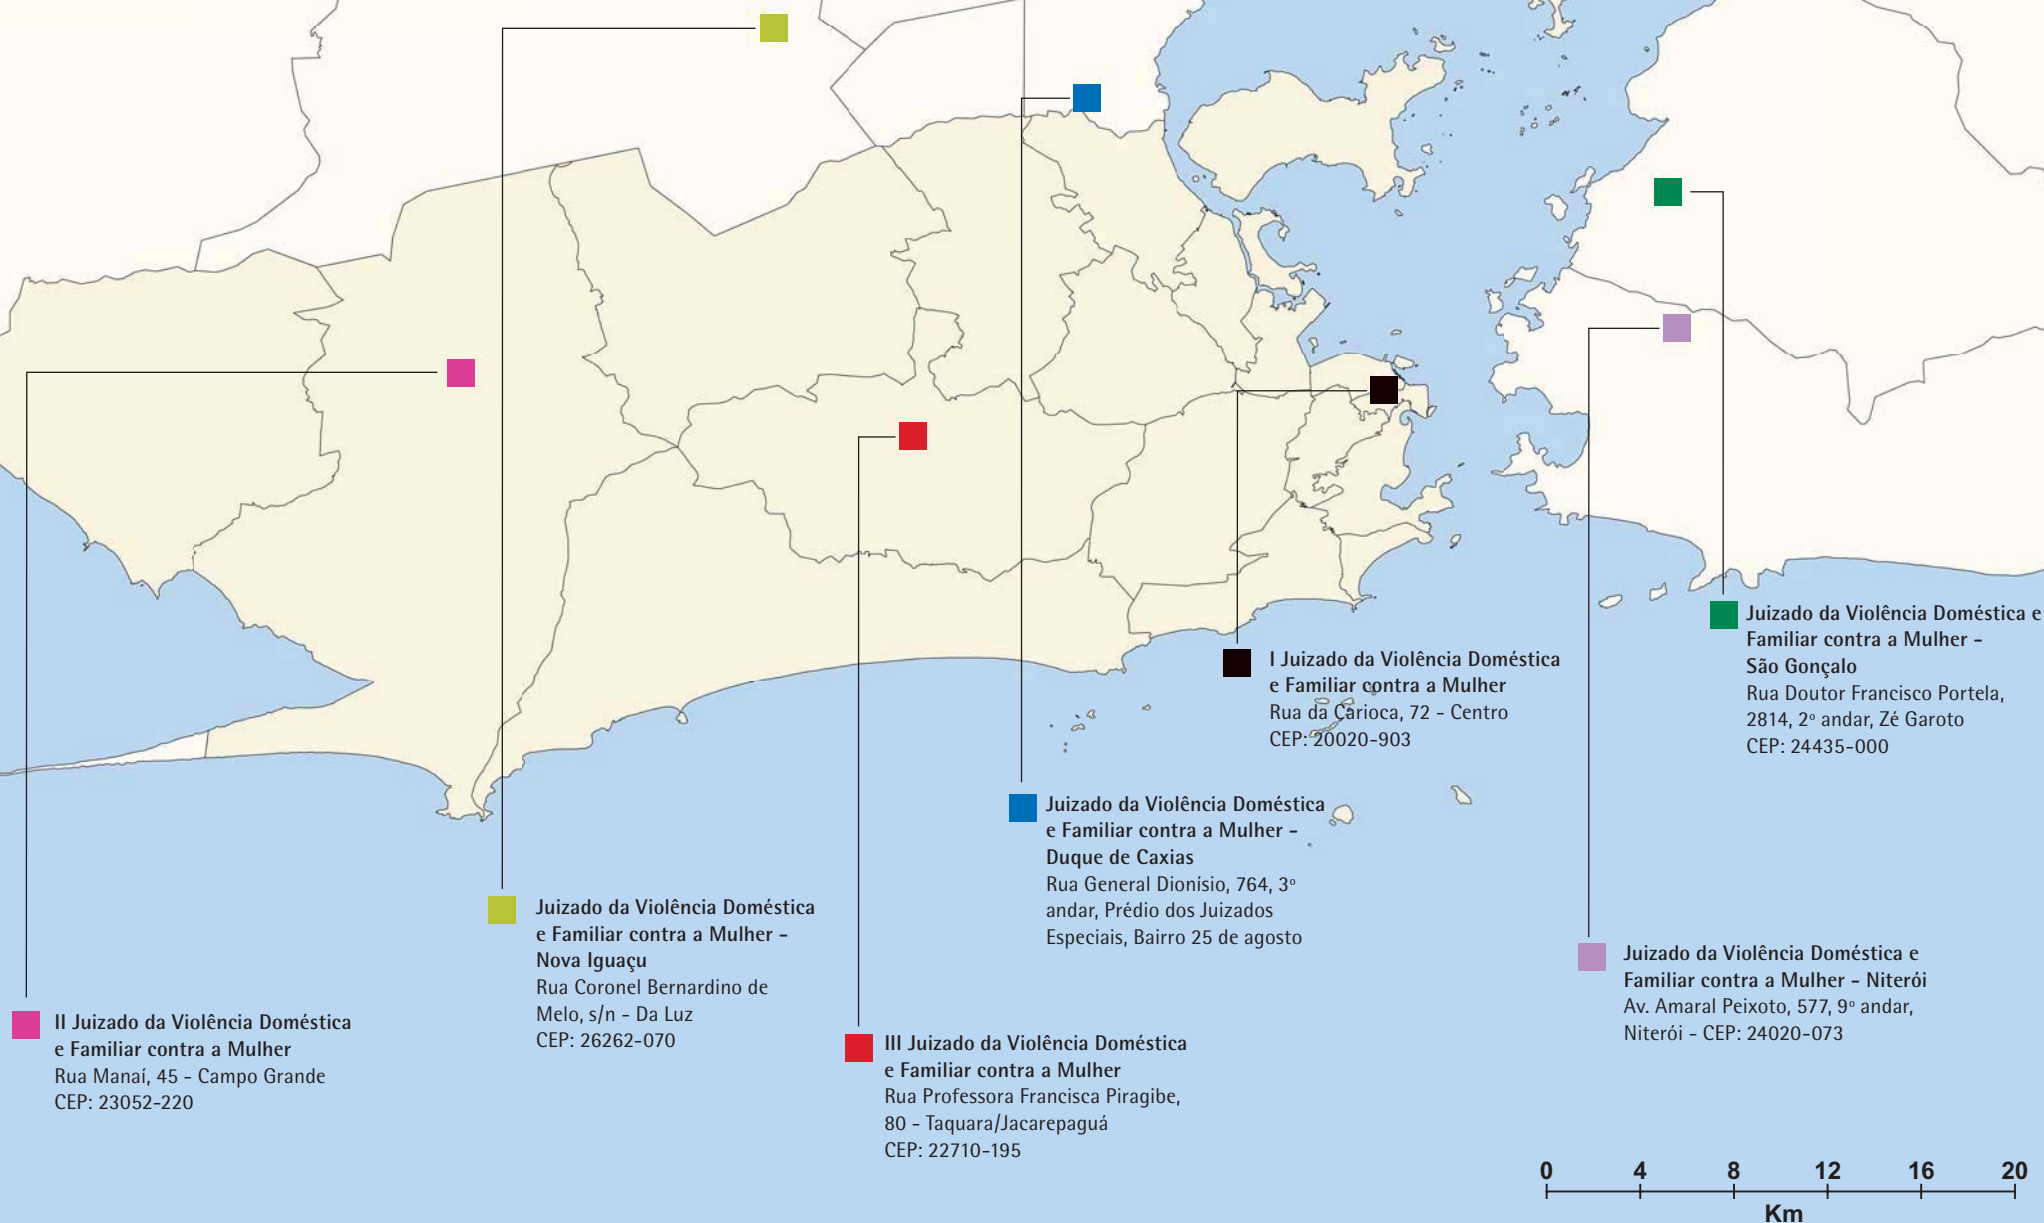 Juizado da Violência Doméstica e
Familiar contra a Mulher -
São Gonçalo
Rua Doutor Francisco Portela,
2814, 2º andar, Zé Garoto
CEP: 24435-000
I Juizado da Violência Doméstica
e Familiar contra a Mulher
Rua da Carioca, 72 - Centro
CEP: 20020-903
Juizado da Violência Doméstica
e Familiar contra a Mulher -
Duque de Caxias
Rua General Dionísio, 764, 3º
andar, Prédio dos Juizados
Especiais, Bairro 25 de agosto
Juizado da Violência Doméstica
e Familiar contra a Mulher -
Nova Iguaçu
Rua Coronel Bernardino de
Melo, s/n - Da Luz
CEP: 26262-070
Juizado da Violência Doméstica e
Familiar contra a Mulher - Niterói
Av. Amaral Peixoto, 577, 9º andar,
Niterói - CEP: 24020-073
II Juizado da Violência Doméstica
e Familiar contra a Mulher
Rua Manaí, 45 - Campo Grande
CEP: 23052-220
III Juizado da Violência Doméstica
e Familiar contra a Mulher
Rua Professora Francisca Piragibe,
80 - Taquara/Jacarepaguá
CEP: 22710-195
0 4 8 12 16 20
Km